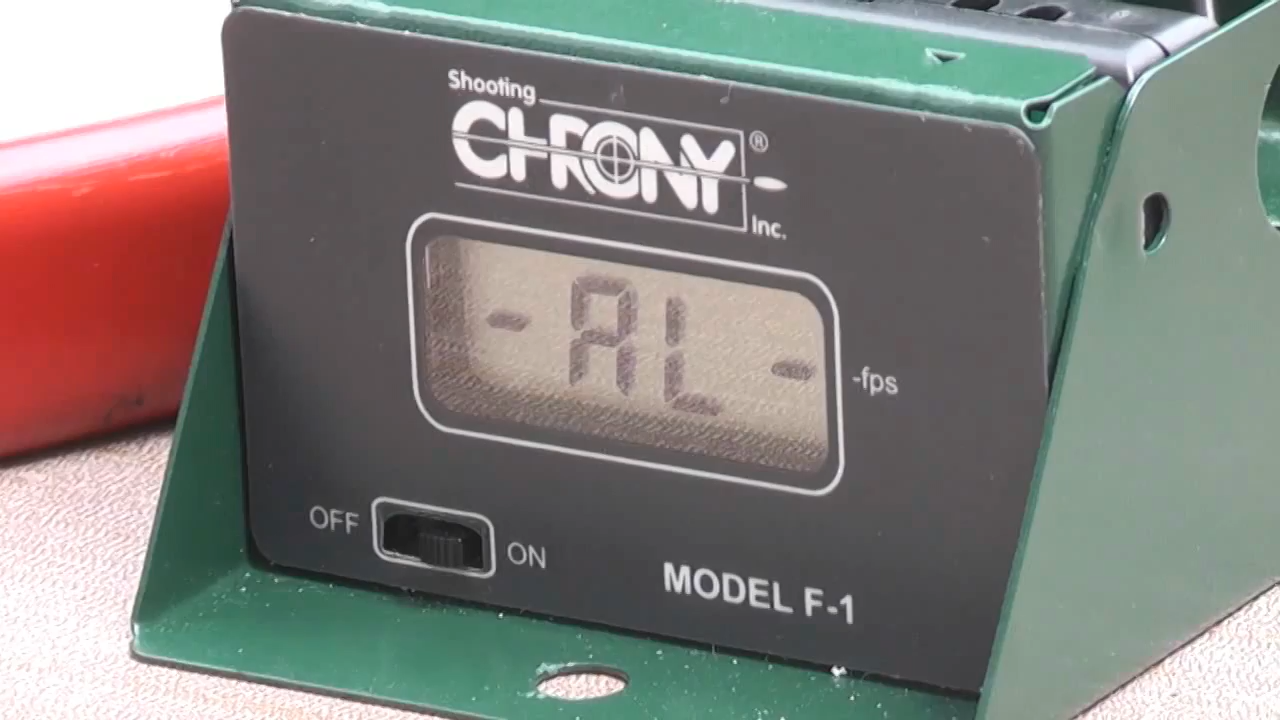 Shooting
CHRONY®
Inc.
-AL-
-fps
OFF
ON
MODEL F-1